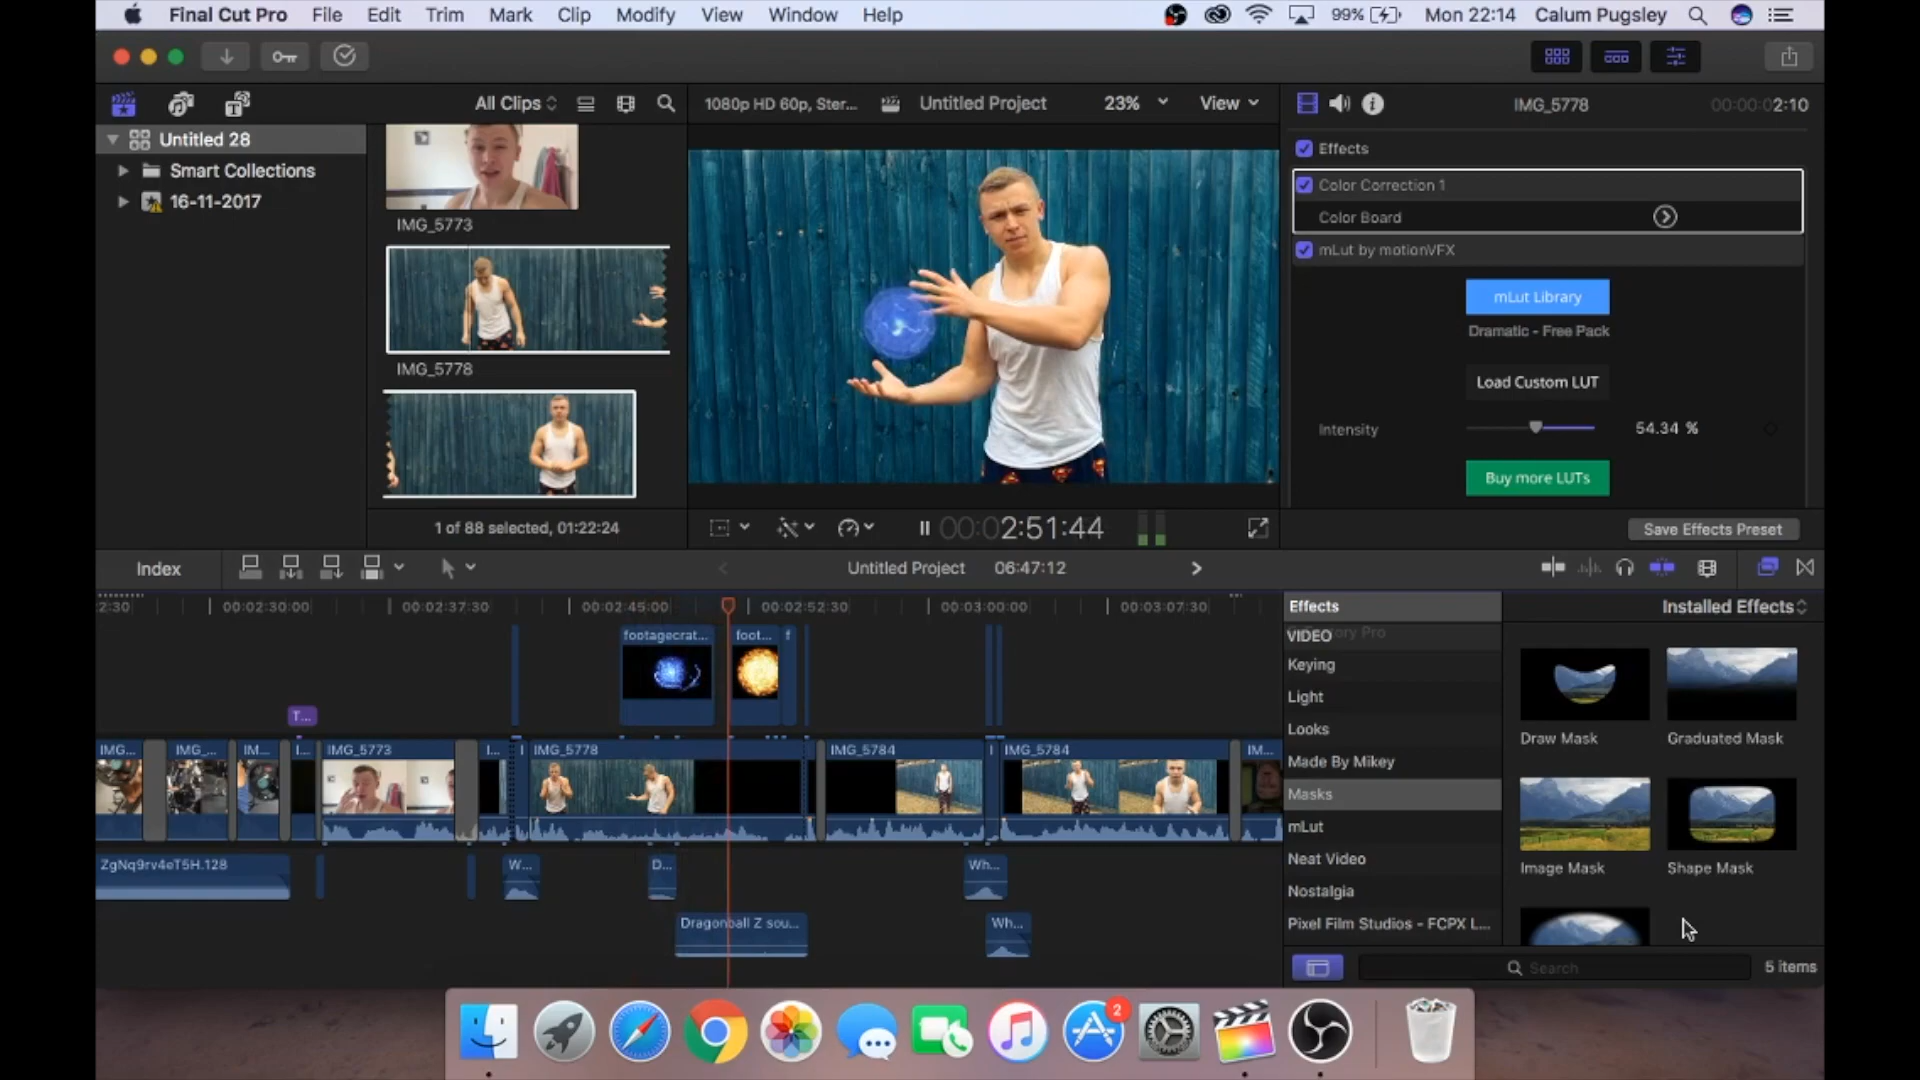 Final Cut Pro File Edit Trim Mark Clip Modify View Window Help 99% Mon 22:14 Calum Pugsley
All Clips 1080p HD 60p, Ster... Untitled Project 23% View IMG_5778 00:00:02:10
Untitled 28
Smart Collections
16-11-2017
IMG_5773
IMG_5778
1 of 88 selected, 01:22:24
00:02:51:44
Effects
Color Correction 1
Color Board
mLut by motionVFX
mLut Library
Dramatic - Free Pack
Load Custom LUT
Intensity 54.34 %
Buy more LUTs
Save Effects Preset
Index Untitled Project 06:47:12
2:30 00:02:30:00 00:02:37:30 00:02:45:00 00:02:52:30 00:03:00:00 00:03:07:30
footagecrat... foot... f
T...
IMG... IMG_... IM... I... IMG_5773 I... I IMG_5778 IMG_5784 I IMG_5784 IM...
ZgNq9rv4eT5H.128 W... D... Wh...
Dragonball Z sou... Wh...
Effects Installed Effects
VIDEO
Keying
Light
Looks
Made By Mikey
Masks
mLut
Neat Video
Nostalgia
Pixel Film Studios - FCPX L...
Draw Mask Graduated Mask
Image Mask Shape Mask
Search 5 items
2